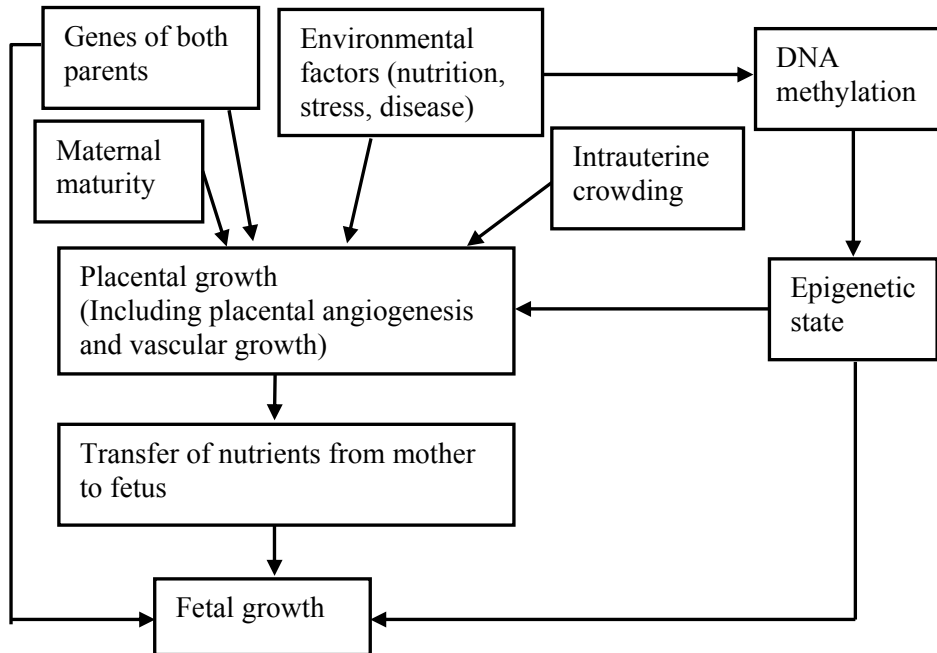 Genes of both
parents
Environmental
factors (nutrition,
stress, disease)
DNA
methylation
Maternal
maturity
Intrauterine
crowding
Placental growth
(Including placental angiogenesis
and vascular growth)
Epigenetic
state
Transfer of nutrients from mother
to fetus
Fetal growth